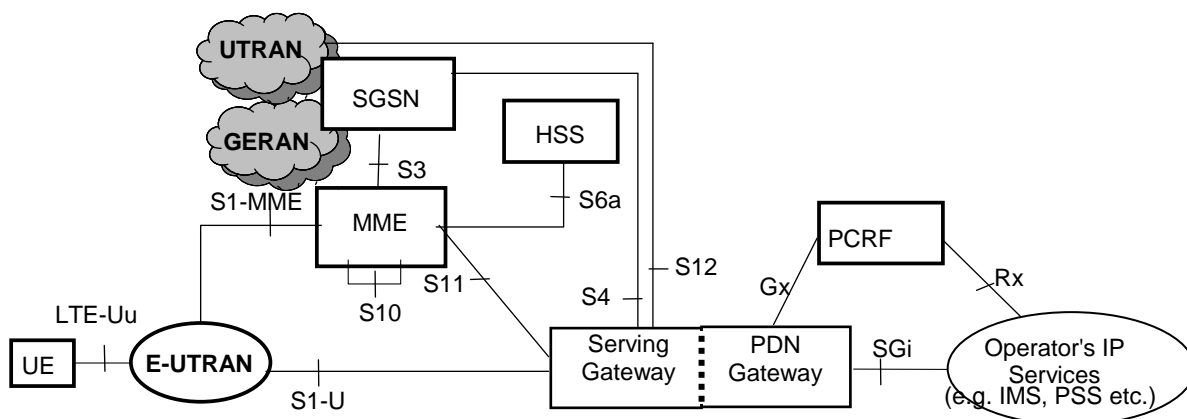 UTRAN
SGSN
GERAN
HSS
S3
S1-MME
S6a
MME
PCRF
S11
S12
S10
S4
Gx
Rx
LTE-Uu
UE
E-UTRAN
S1-U
Serving
Gateway
PDN
Gateway
SGi
Operator's IP
Services
(e.g. IMS, PSS etc.)